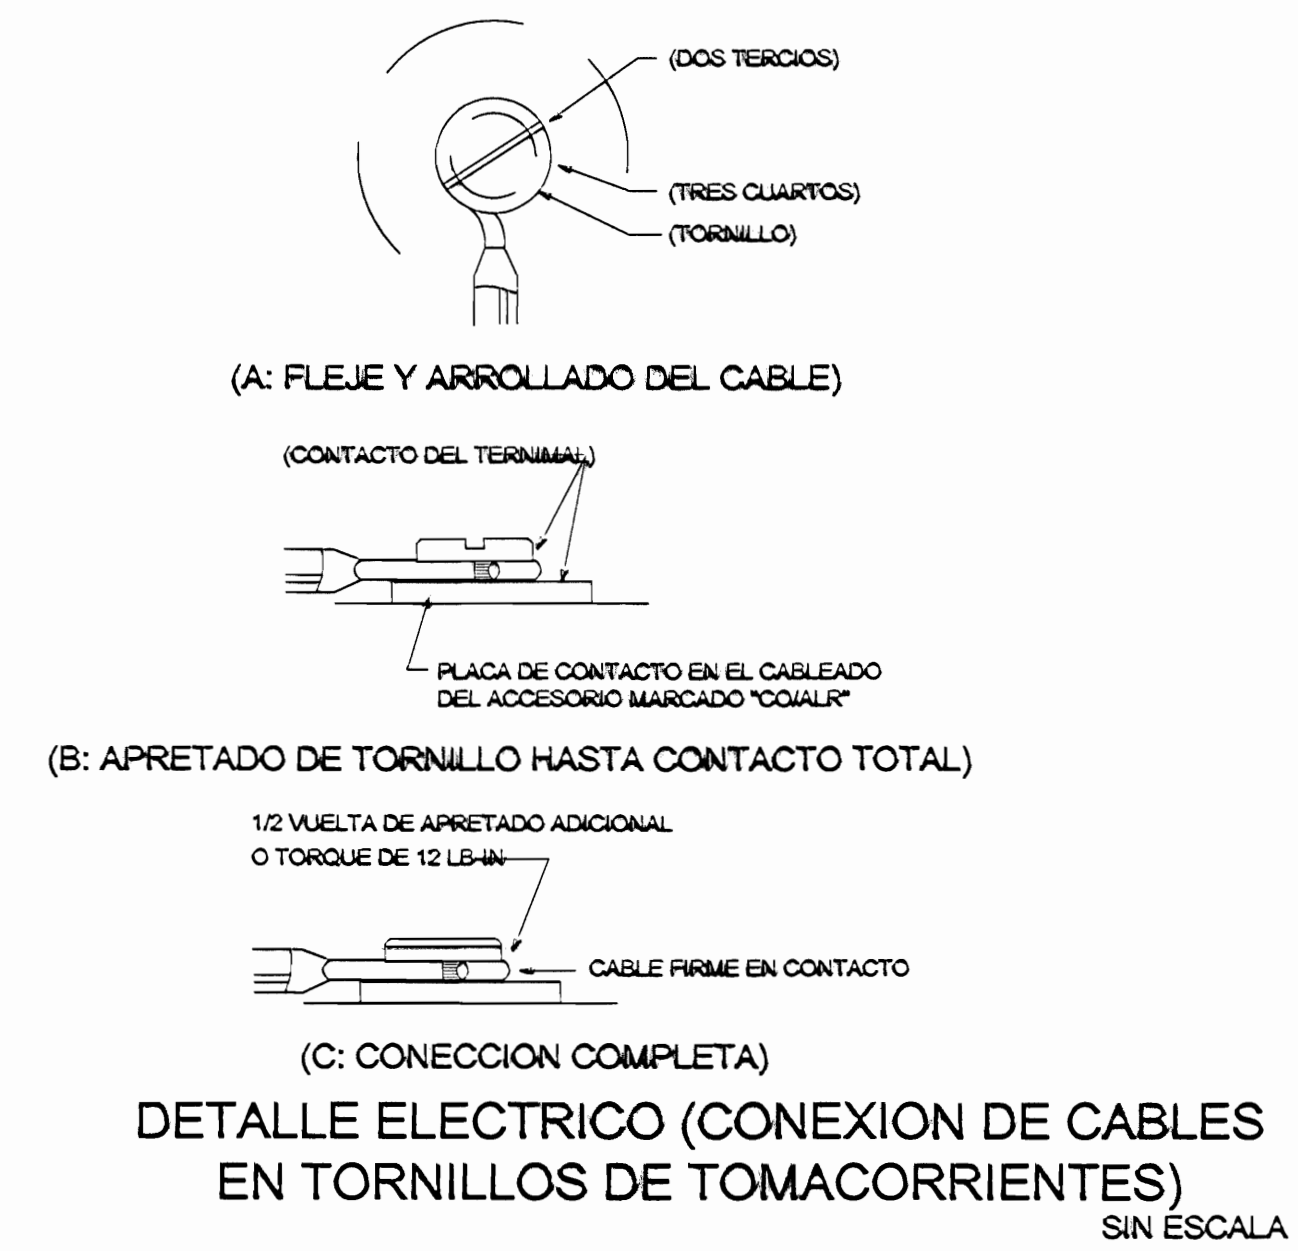 (DOS TERCIOS)
(TRES CUARTOS)
(TORNILLO)
(A: FLEJE Y ARROLLADO DEL CABLE)
(CONTACTO DEL TERNIMAL)
PLACA DE CONTACTO EN EL CABLEADO
DEL ACCESORIO MARCADO "CO/ALR"
(B: APRETADO DE TORNILLO HASTA CONTACTO TOTAL)
1/2 VUELTA DE APRETADO ADICIONAL
O TORQUE DE 12 LB-IN
CABLE FIRME EN CONTACTO
(C: CONECCION COMPLETA)
DETALLE ELECTRICO (CONEXION DE CABLES
EN TORNILLOS DE TOMACORRIENTES)
SIN ESCALA